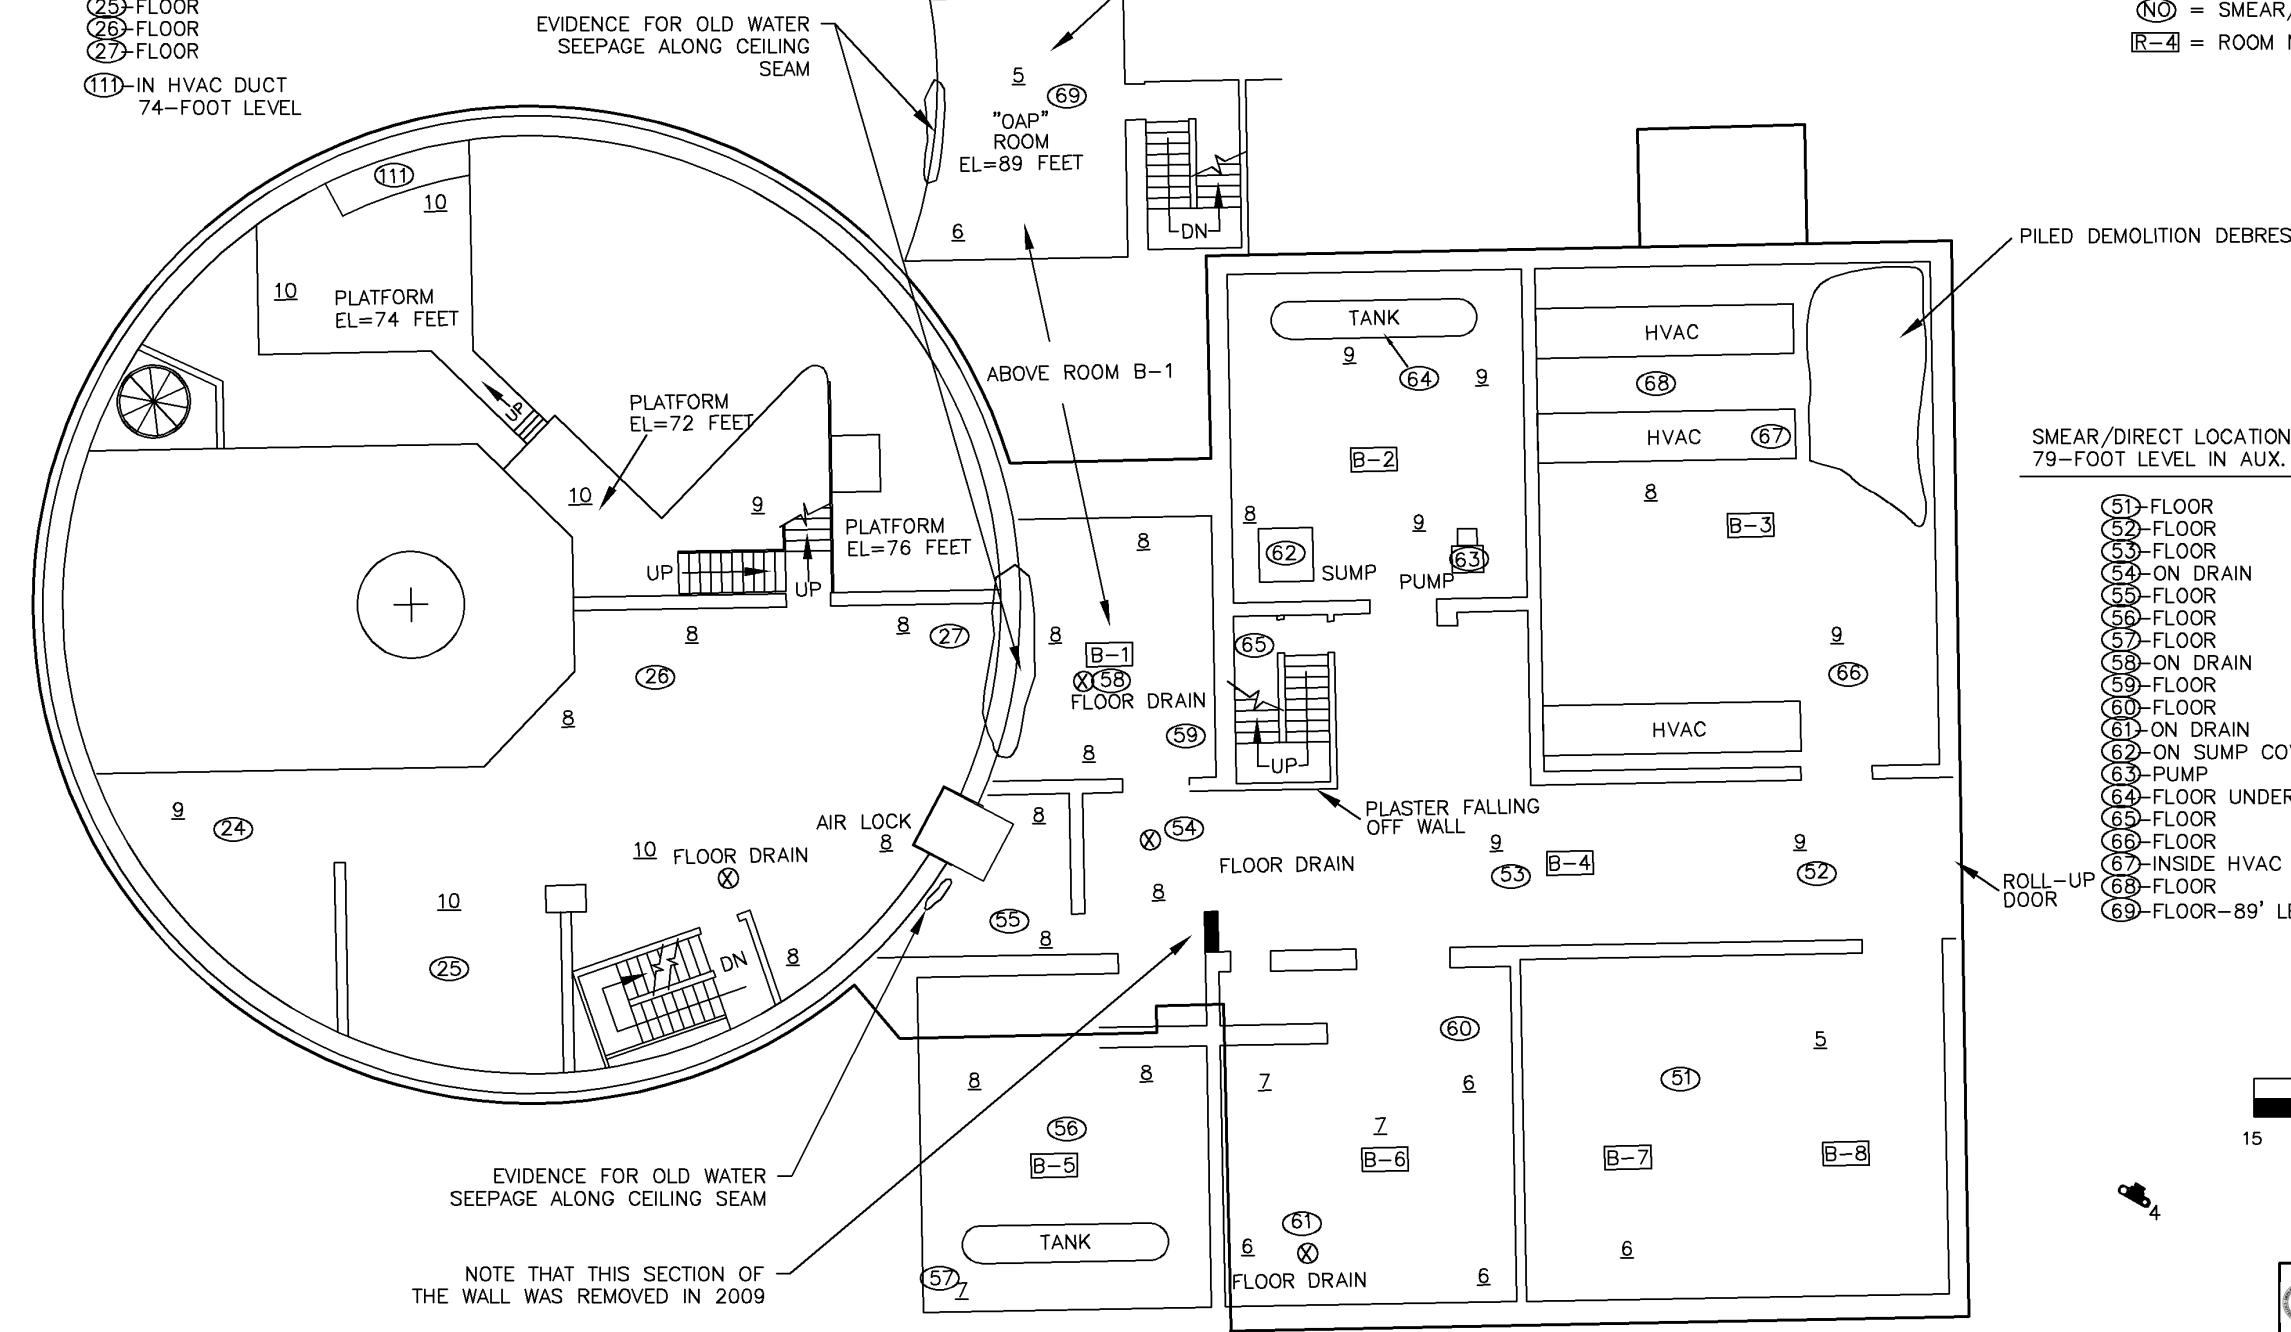 25-FLOOR
26-FLOOR
27-FLOOR
111-IN HVAC DUCT
74-FOOT LEVEL
EVIDENCE FOR OLD WATER
SEEPAGE ALONG CEILING
SEAM
NO = SMEAR/
R-4 = ROOM
5
69
"OAP"
ROOM
EL=89 FEET
6
DN
111
10
10
PLATFORM
EL=74 FEET
UP
PLATFORM
EL=72 FEET
10
9
PLATFORM
EL=76 FEET
UP
UP
ABOVE ROOM B-1
TANK
9
64
9
B-2
8
62
SUMP
9
63
PUMP
HVAC
68
HVAC
67
8
B-3
9
66
HVAC
PILED DEMOLITION DEBRES
SMEAR/DIRECT LOCATION
79-FOOT LEVEL IN AUX.
51-FLOOR
52-FLOOR
53-FLOOR
54-ON DRAIN
55-FLOOR
56-FLOOR
57-FLOOR
58-ON DRAIN
59-FLOOR
60-FLOOR
61-ON DRAIN
62-ON SUMP CO
63-PUMP
64-FLOOR UNDER
65-FLOOR
66-FLOOR
67-INSIDE HVAC
68-FLOOR
69-FLOOR-89' L
8
8
27
26
8
8
8
B-1
58
FLOOR DRAIN
59
8
65
UP
PLASTER FALLING
OFF WALL
9
24
10
FLOOR DRAIN
AIR LOCK
8
10
25
DN
8
8
54
FLOOR DRAIN
8
55
8
9
53
B-4
9
52
ROLL-UP
DOOR
8
8
56
B-5
TANK
57
7
7
60
6
7
B-6
61
6
FLOOR DRAIN
6
51
5
B-7
B-8
6
EVIDENCE FOR OLD WATER
SEEPAGE ALONG CEILING SEAM
NOTE THAT THIS SECTION OF
THE WALL WAS REMOVED IN 2009
15
4